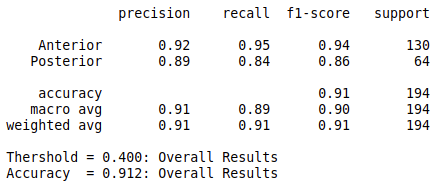 precision recall f1-score support
Anterior 0.92 0.95 0.94 130
Posterior 0.89 0.84 0.86 64
accuracy 0.91 194
macro avg 0.91 0.89 0.90 194
weighted avg 0.91 0.91 0.91 194
Thershold = 0.400: Overall Results
Accuracy = 0.912: Overall Results